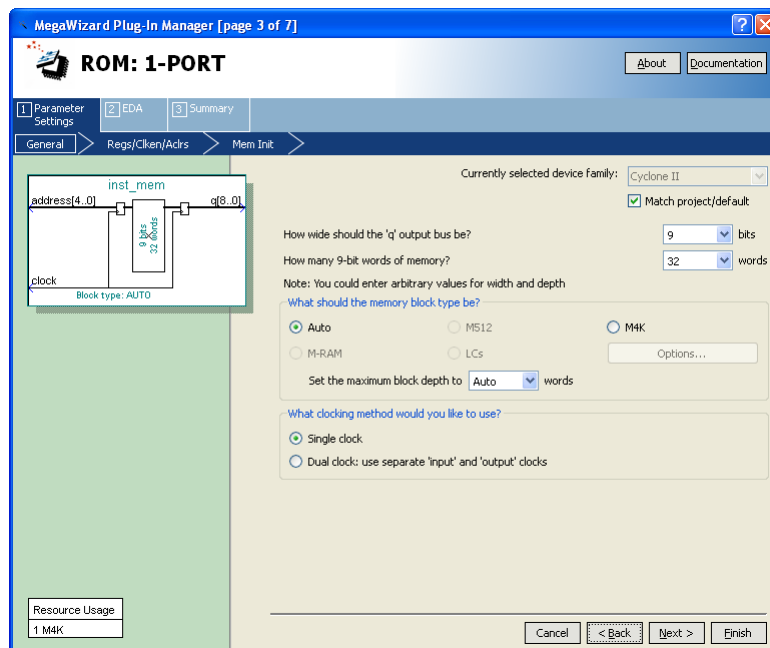 MegaWizard Plug-In Manager [page 3 of 7]
ROM: 1-PORT
About
Documentation
1 Parameter Settings
2 EDA
3 Summary
General
Regs/Clken/Aclrs
Mem Init
inst_mem
address[4..0]
q[8..0]
9 bits
32 words
clock
Block type: AUTO
Currently selected device family:
Cyclone II
Match project/default
How wide should the 'q' output bus be?
9
bits
How many 9-bit words of memory?
32
words
Note: You could enter arbitrary values for width and depth
What should the memory block type be?
Auto
M512
M4K
M-RAM
LCs
Options...
Set the maximum block depth to
Auto
words
What clocking method would you like to use?
Single clock
Dual clock: use separate 'input' and 'output' clocks
Resource Usage
1 M4K
Cancel
< Back
Next >
Finish